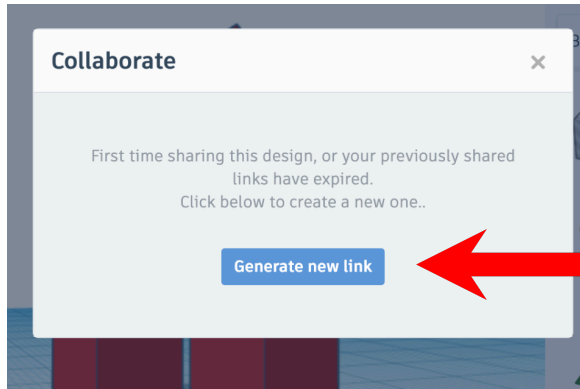 Collaborate
First time sharing this design, or your previously shared
links have expired.
Click below to create a new one..
Generate new link